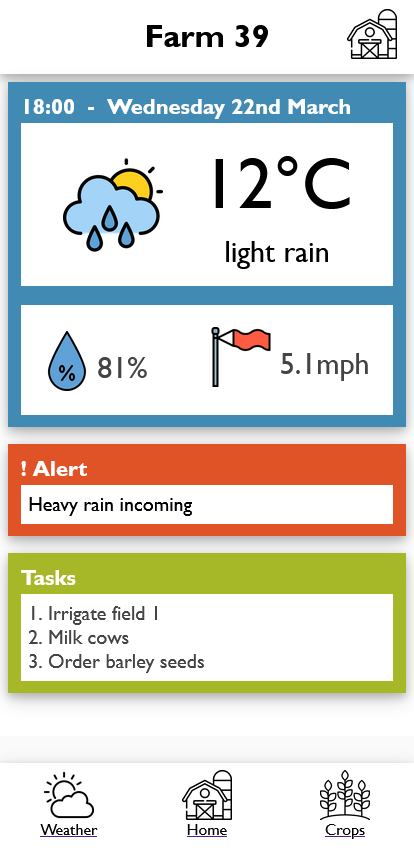 Farm 39
18:00  -  Wednesday 22nd March
12°C
light rain
%
81%
5.1mph
! Alert
Heavy rain incoming
Tasks
1. Irrigate field 1
2. Milk cows
3. Order barley seeds
Weather
Home
Crops